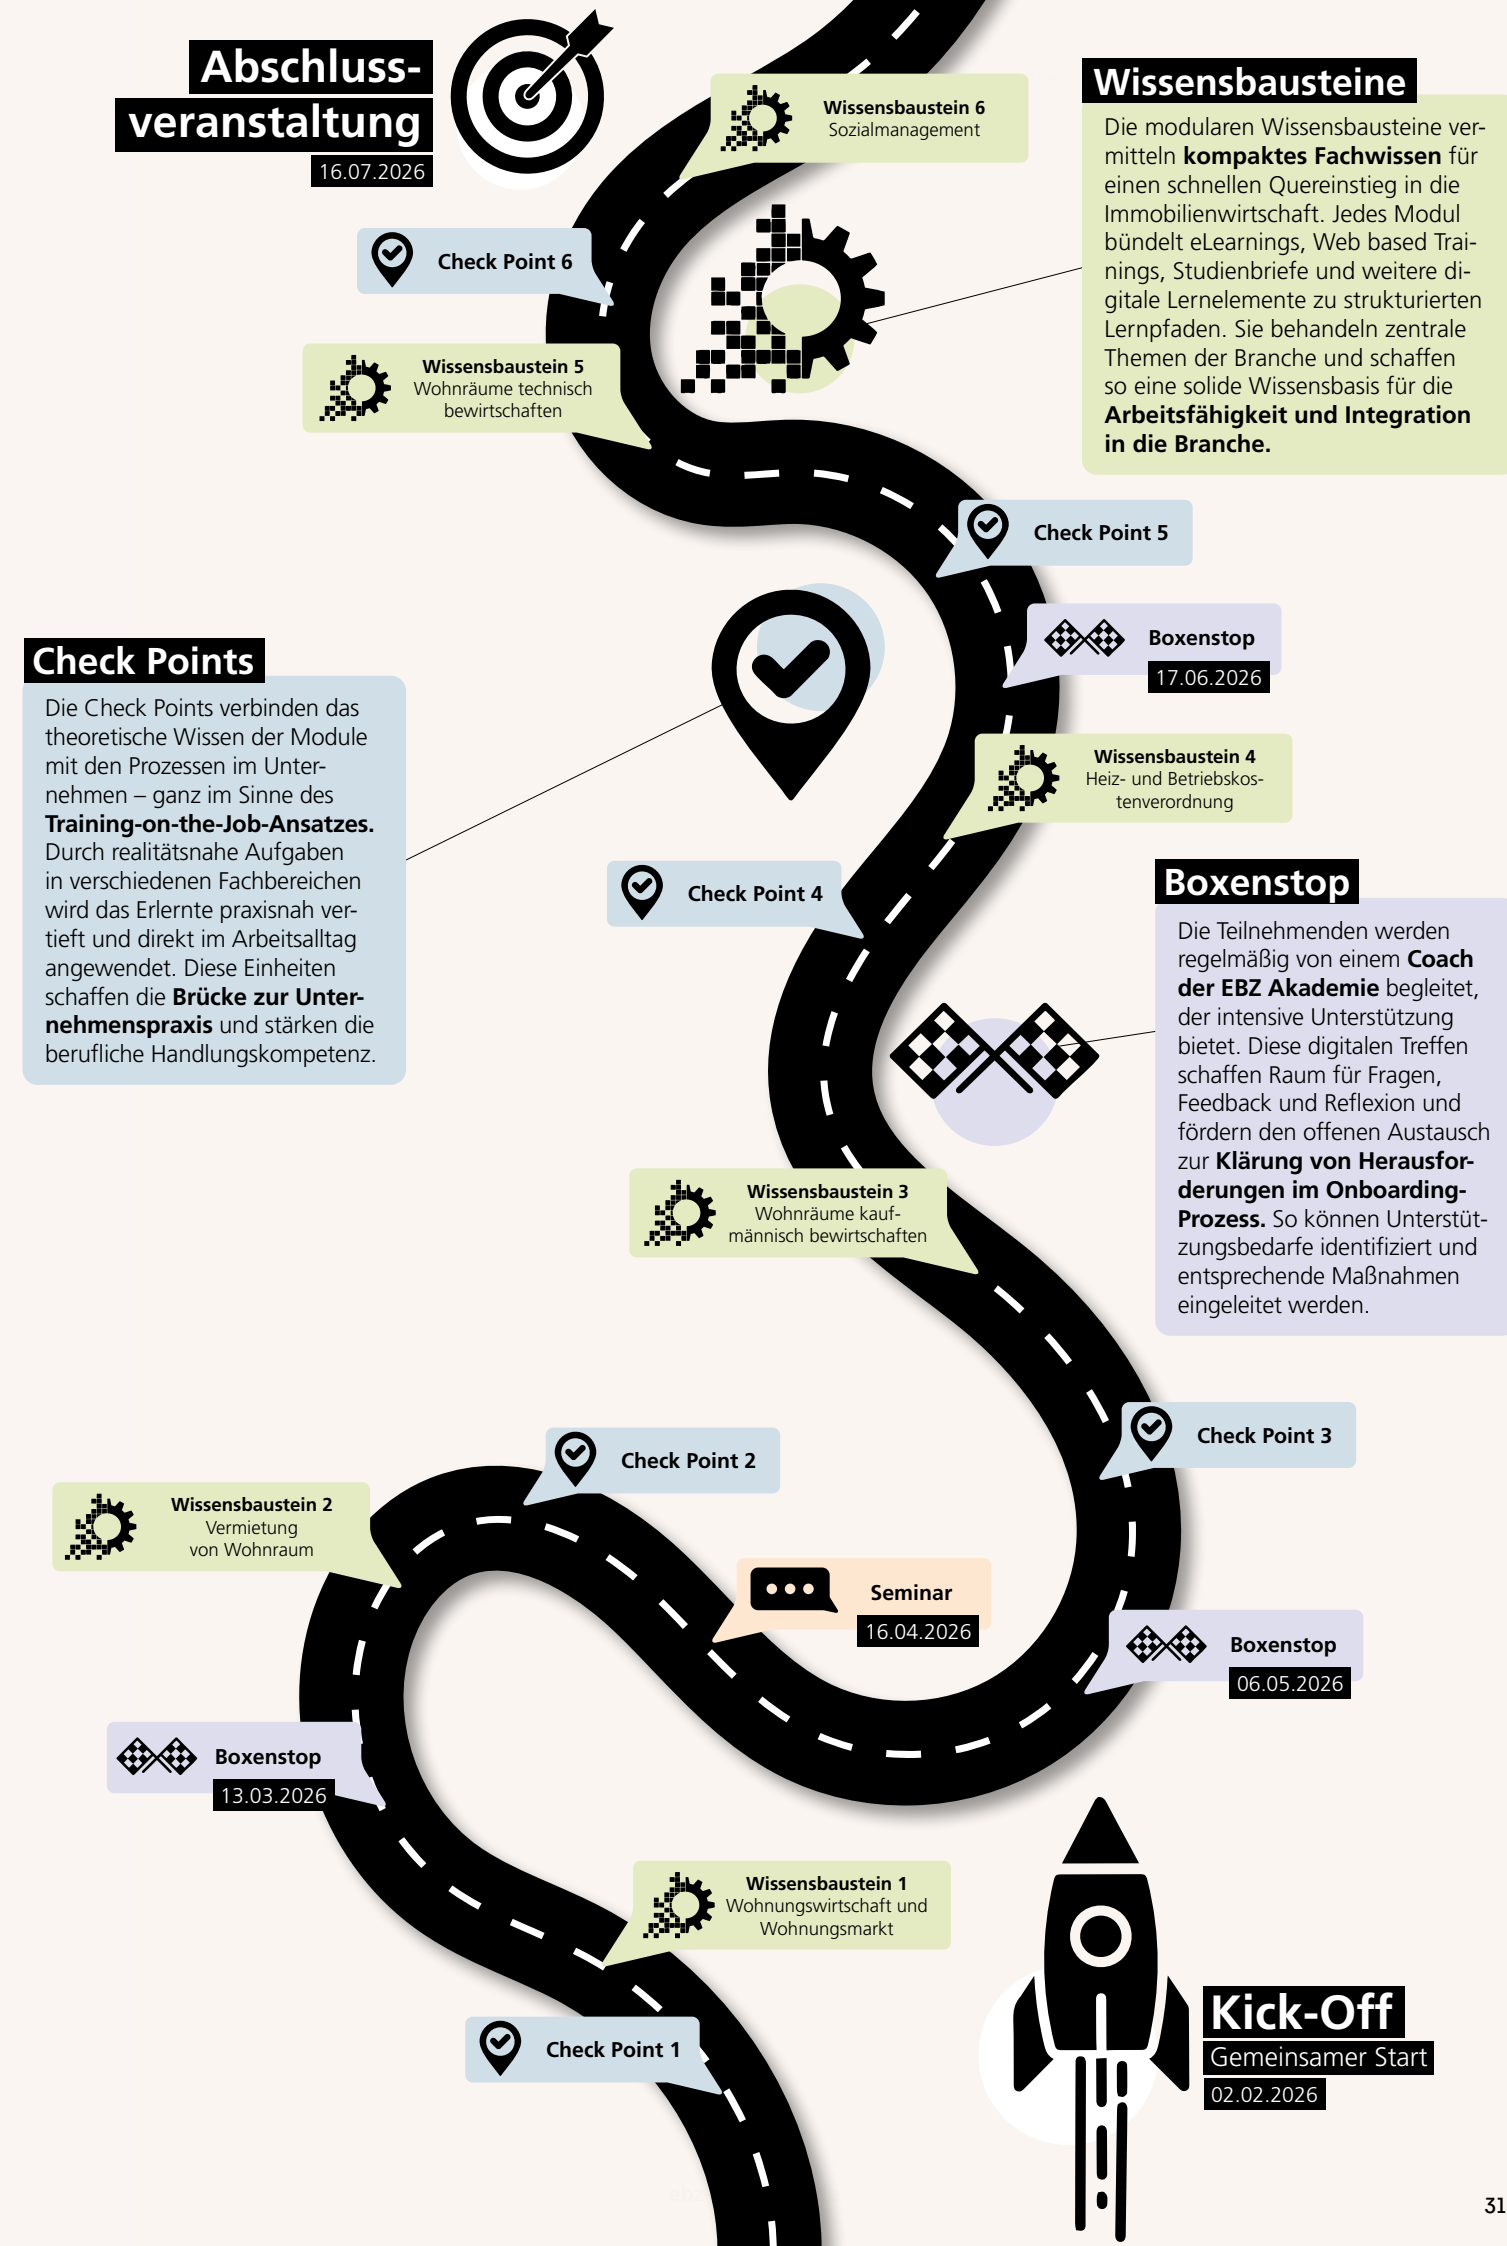 Abschluss-
veranstaltung
16.07.2026
Wissensbaustein 6
Sozialmanagement
Wissensbausteine
Die modularen Wissensbausteine ver-
mitteln kompaktes Fachwissen für
einen schnellen Quereinstieg in die
Immobilienwirtschaft. Jedes Modul
bündelt eLearnings, Web based Trai-
nings, Studienbriefe und weitere di-
gitale Lernelemente zu strukturierten
Lernpfaden. Sie behandeln zentrale
Themen der Branche und schaffen
so eine solide Wissensbasis für die
Arbeitsfähigkeit und Integration
in die Branche.
Check Point 6
Wissensbaustein 5
Wohnräume technisch
bewirtschaften
Check Point 5
Boxenstop
17.06.2026
Check Points
Die Check Points verbinden das
theoretische Wissen der Module
mit den Prozessen im Unter-
nehmen – ganz im Sinne des
Training-on-the-Job-Ansatzes.
Durch realitätsnahe Aufgaben
in verschiedenen Fachbereichen
wird das Erlernte praxisnah ver-
tieft und direkt im Arbeitsalltag
angewendet. Diese Einheiten
schaffen die Brücke zur Unter-
nehmenspraxis und stärken die
berufliche Handlungskompetenz.
Wissensbaustein 4
Heiz- und Betriebskos-
tenverordnung
Check Point 4
Boxenstop
Die Teilnehmenden werden
regelmäßig von einem Coach
der EBZ Akademie begleitet,
der intensive Unterstützung
bietet. Diese digitalen Treffen
schaffen Raum für Fragen,
Feedback und Reflexion und
fördern den offenen Austausch
zur Klärung von Herausfor-
derungen im Onboarding-
Prozess. So können Unterstüt-
zungsbedarfe identifiziert und
entsprechende Maßnahmen
eingeleitet werden.
Wissensbaustein 3
Wohnräume kauf-
männisch bewirtschaften
Check Point 3
Check Point 2
Wissensbaustein 2
Vermietung
von Wohnraum
Seminar
16.04.2026
Boxenstop
06.05.2026
Boxenstop
13.03.2026
Wissensbaustein 1
Wohnungswirtschaft und
Wohnungsmarkt
Check Point 1
Kick-Off
Gemeinsamer Start
02.02.2026
31